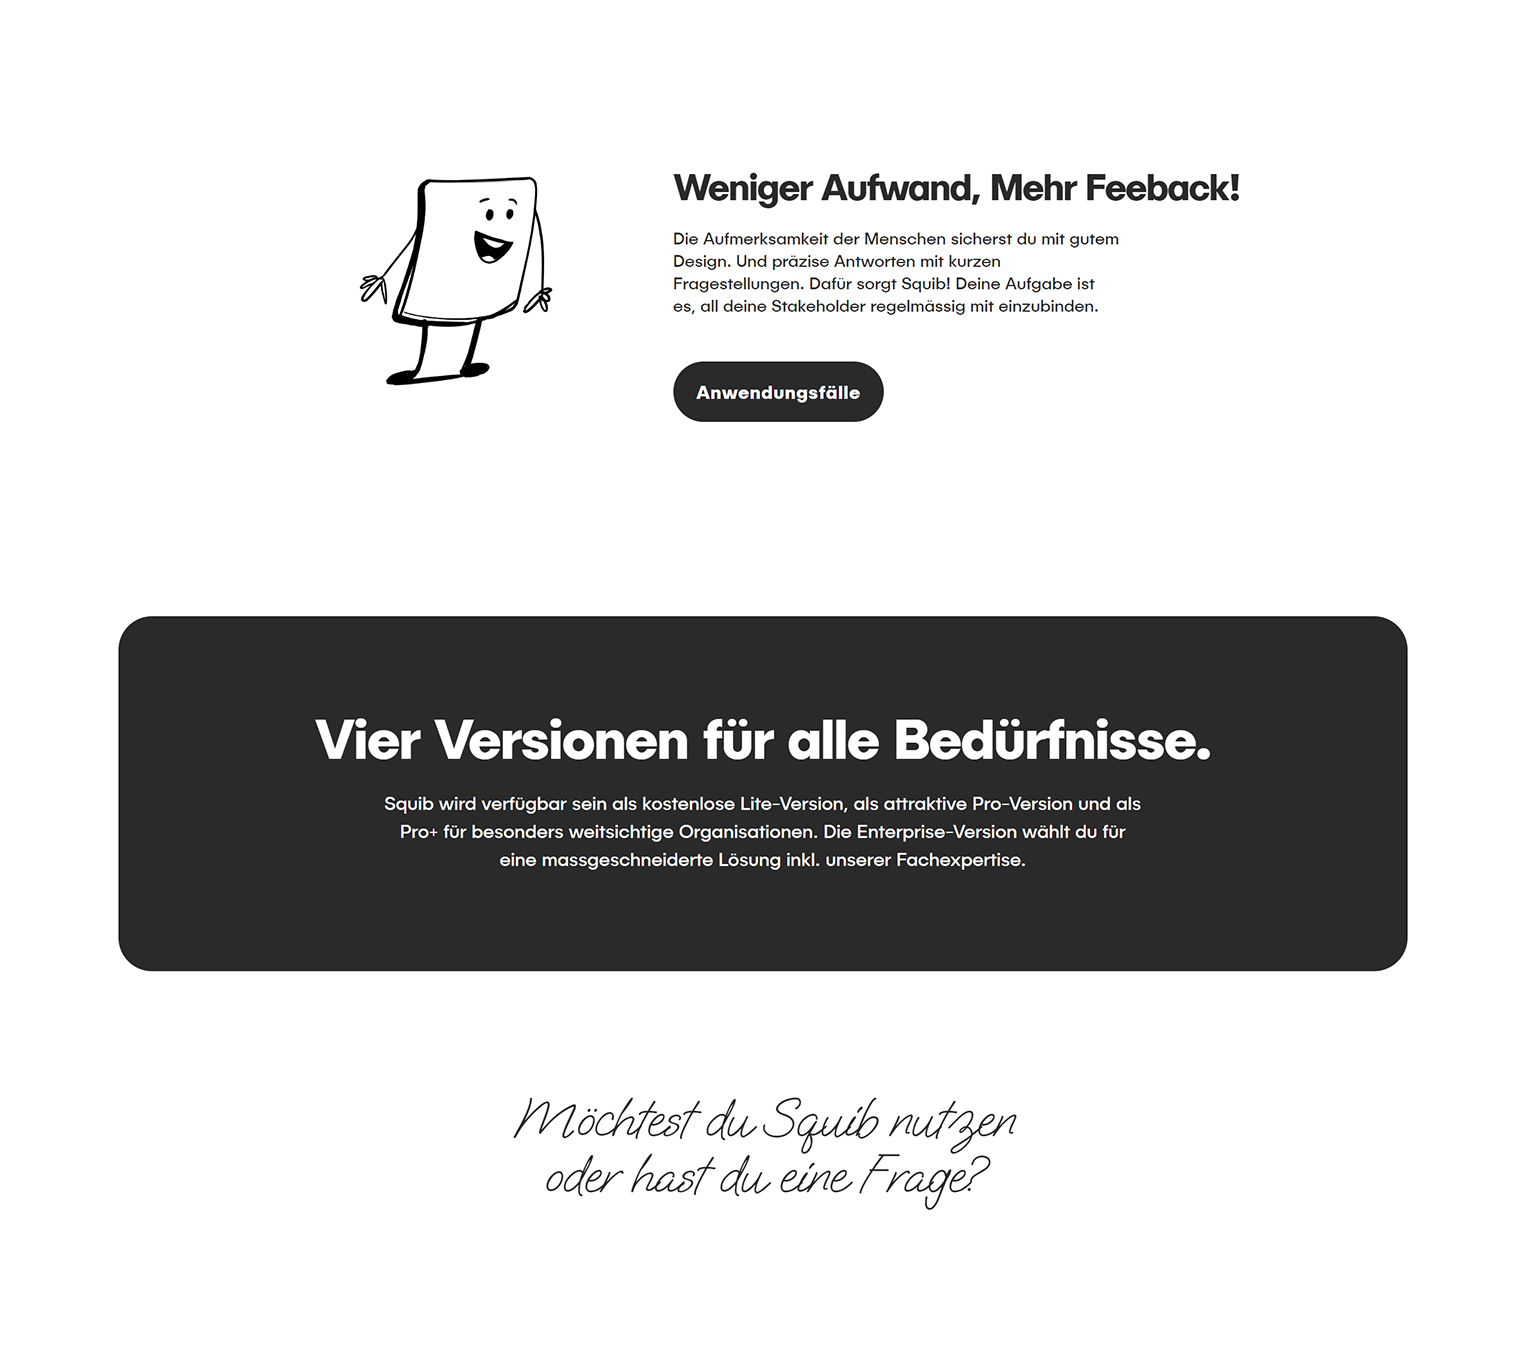 Weniger Aufwand, Mehr Feeback!
Die Aufmerksamkeit der Menschen sicherst du mit gutem
Design. Und präzise Antworten mit kurzen
Fragestellungen. Dafür sorgt Squib! Deine Aufgabe ist
es, all deine Stakeholder regelmässig mit einzubinden.
Anwendungsfälle
Vier Versionen für alle Bedürfnisse.
Squib wird verfügbar sein als kostenlose Lite-Version, als attraktive Pro-Version und als
Pro+ für besonders weitsichtige Organisationen. Die Enterprise-Version wählt du für
eine massgeschneiderte Lösung inkl. unserer Fachexpertise.
Möchtest du Squib nutzen
oder hast du eine Frage?